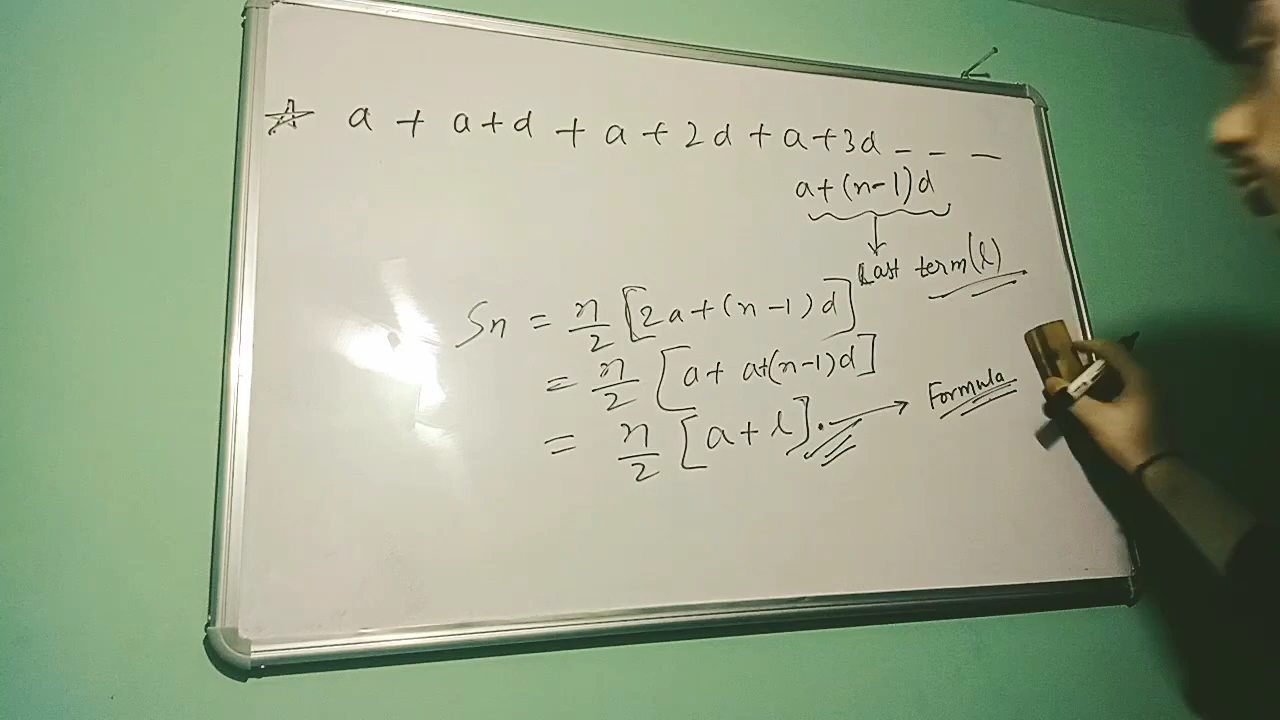 ☆ a + a+d + a + 2d + a+3d _ _ _
a+(n-1)d
Last term(l)
Sn = n/2 [2a+(n-1)d]
= n/2 [a+ a+(n-1)d]
= n/2 [a+l]. → Formula